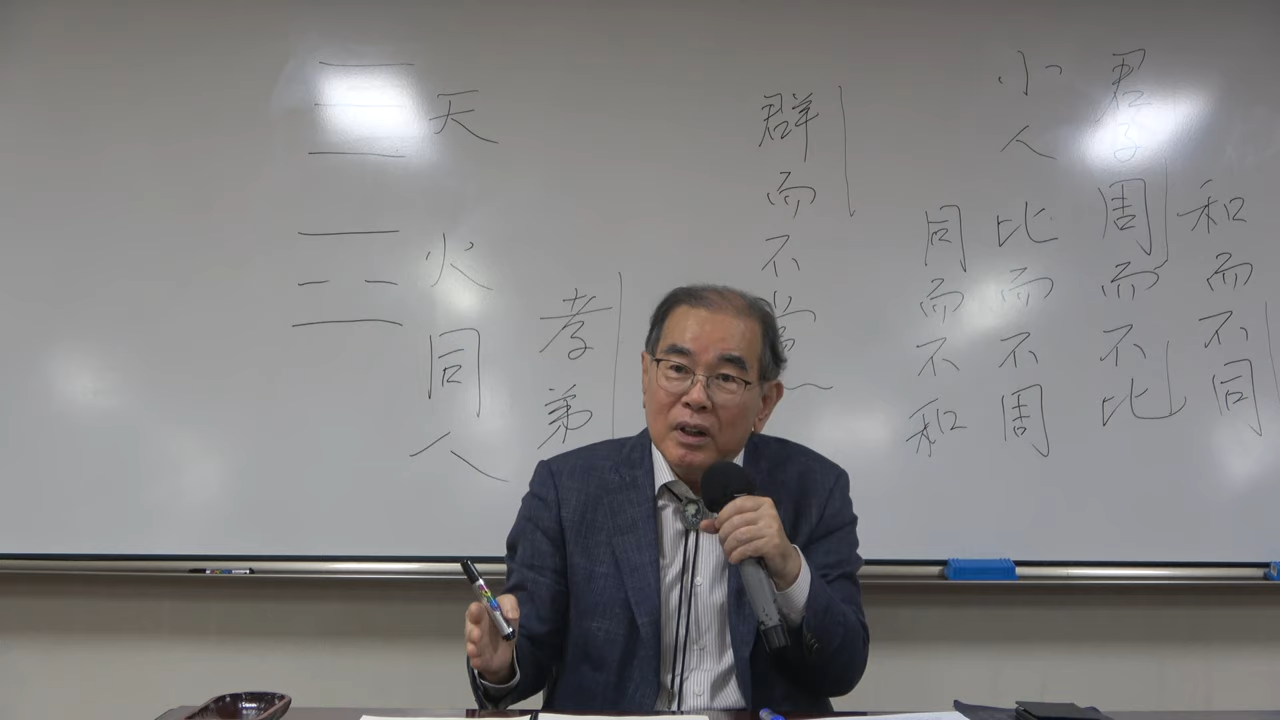 和而不同
君子周而不比
小人比而不周
同而不和
群而不
孝弟
天火同人